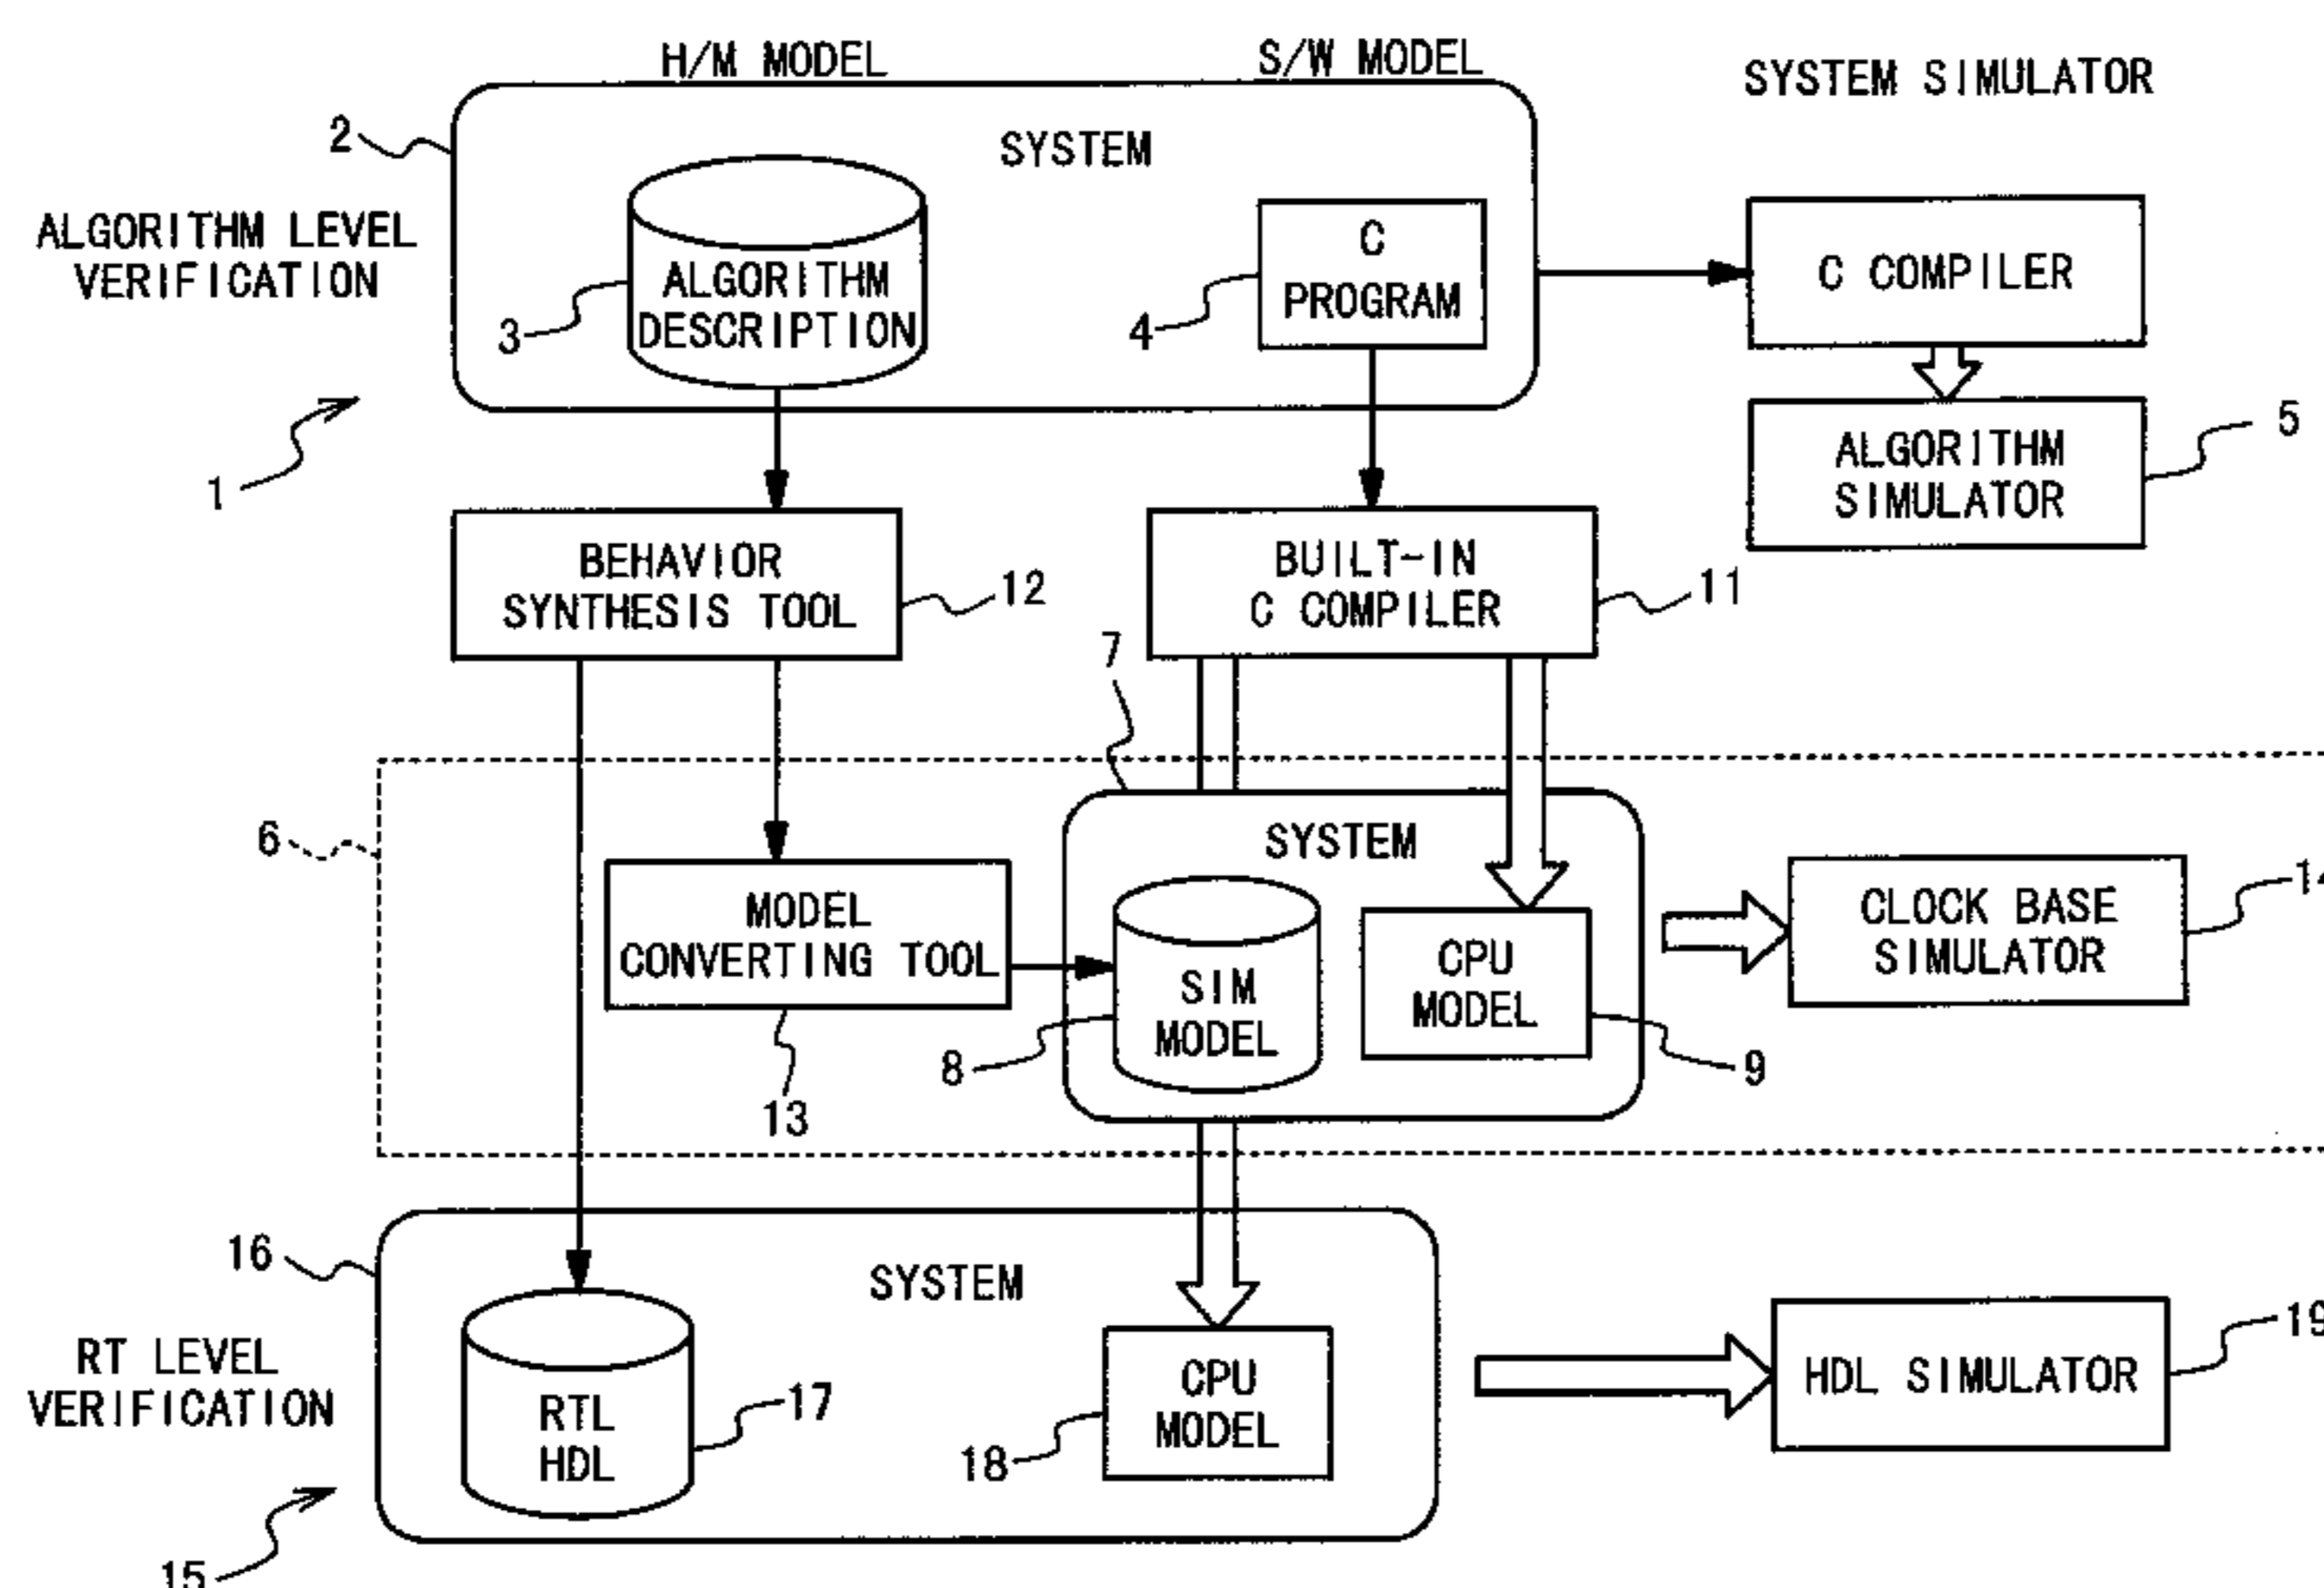 H/M MODEL
S/W MODEL
SYSTEM SIMULATOR
2
SYSTEM
ALGORITHM LEVEL
VERIFICATION
ALGORITHM
DESCRIPTION
3
C
PROGRAM
4
C COMPILER
1
ALGORITHM
SIMULATOR
5
BEHAVIOR
SYNTHESIS TOOL
12
BUILT-IN
C COMPILER
11
7
6
SYSTEM
MODEL
CONVERTING TOOL
13
SIM
MODEL
8
CPU
MODEL
9
CLOCK BASE
SIMULATOR
14
16
SYSTEM
RT LEVEL
VERIFICATION
RTL
HDL
17
CPU
MODEL
18
HDL SIMULATOR
19
15